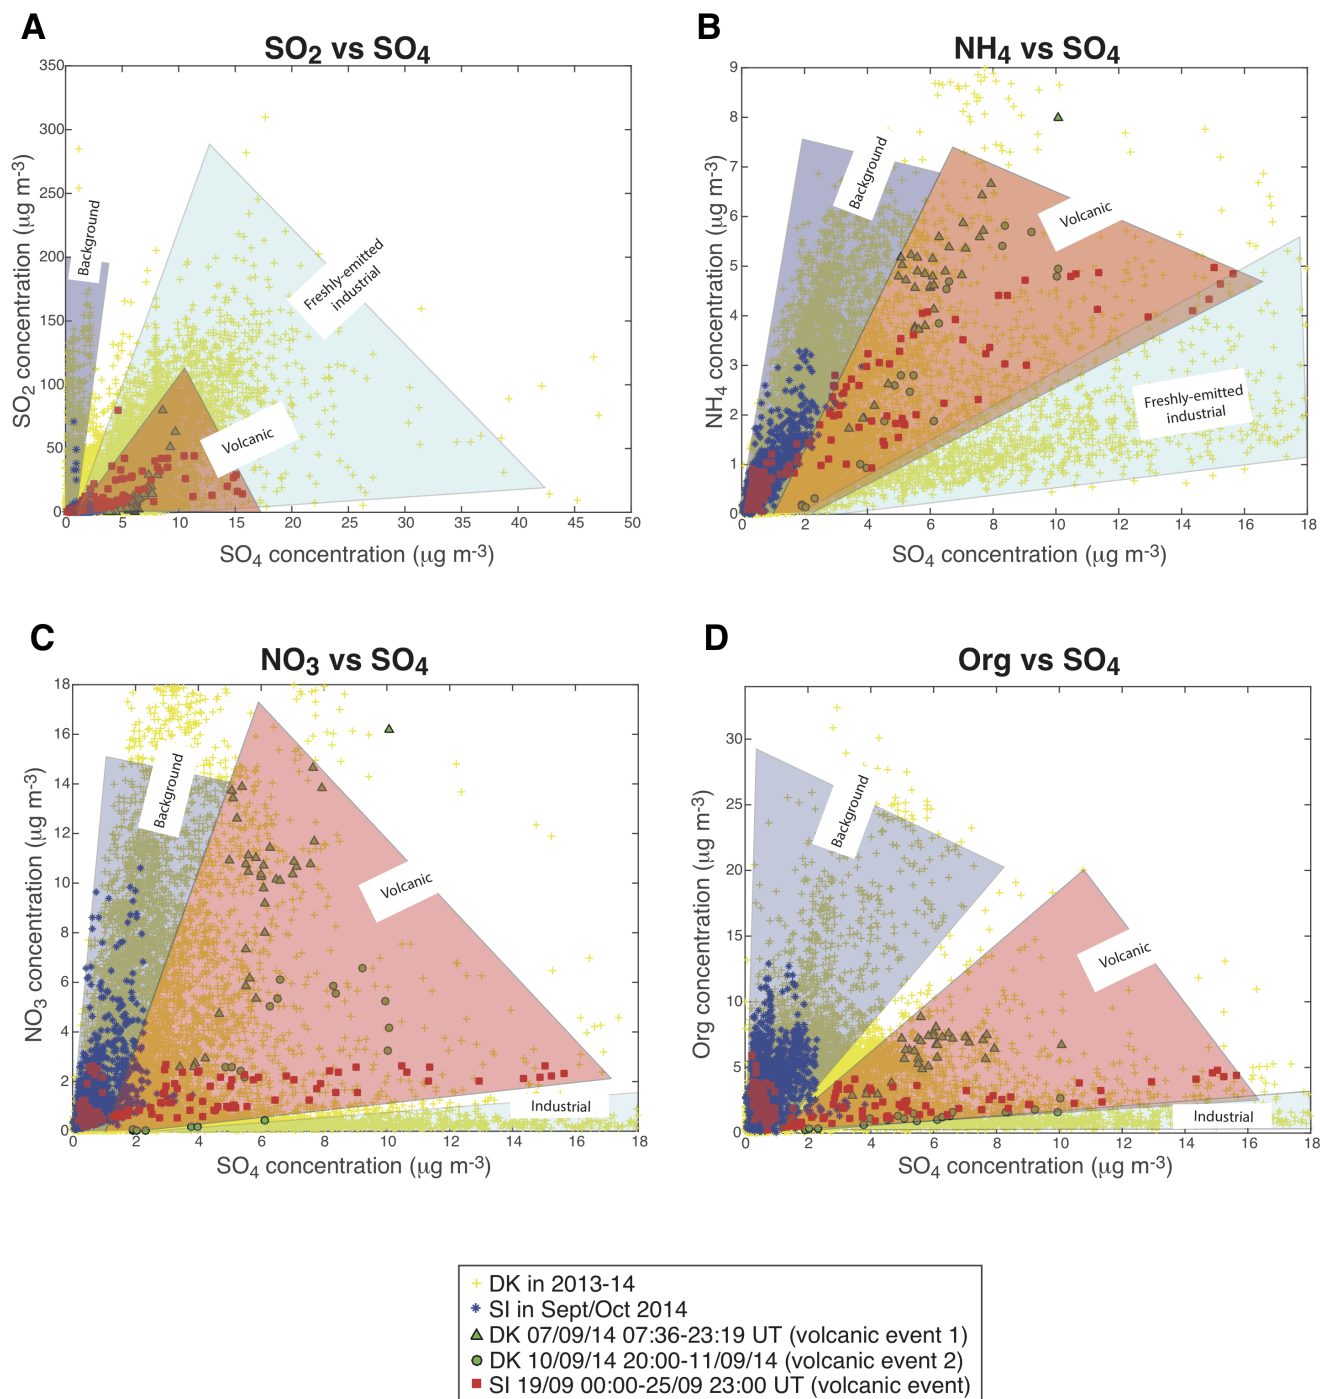 A
SO2 vs SO4
350
300
250
200
150
100
50
0
SO2 concentration (µg m-3)
Background
Freshly-emitted
industrial
Volcanic
0 5 10 15 20 25 30 35 40 45 50
SO4 concentration (µg m-3)
B
NH4 vs SO4
9
8
7
6
5
4
3
2
1
0
NH4 concentration (µg m-3)
Background
Volcanic
Freshly-emitted
industrial
0 2 4 6 8 10 12 14 16 18
SO4 concentration (µg m-3)
C
NO3 vs SO4
18
16
14
12
10
8
6
4
2
0
NO3 concentration (µg m-3)
Background
Volcanic
Industrial
0 2 4 6 8 10 12 14 16 18
SO4 concentration (µg m-3)
D
Org vs SO4
30
25
20
15
10
5
0
Org concentration (µg m-3)
Background
Volcanic
Industrial
0 2 4 6 8 10 12 14 16 18
SO4 concentration (µg m-3)
DK in 2013-14
SI in Sept/Oct 2014
DK 07/09/14 07:36-23:19 UT (volcanic event 1)
DK 10/09/14 20:00-11/09/14 (volcanic event 2)
SI 19/09 00:00-25/09 23:00 UT (volcanic event)